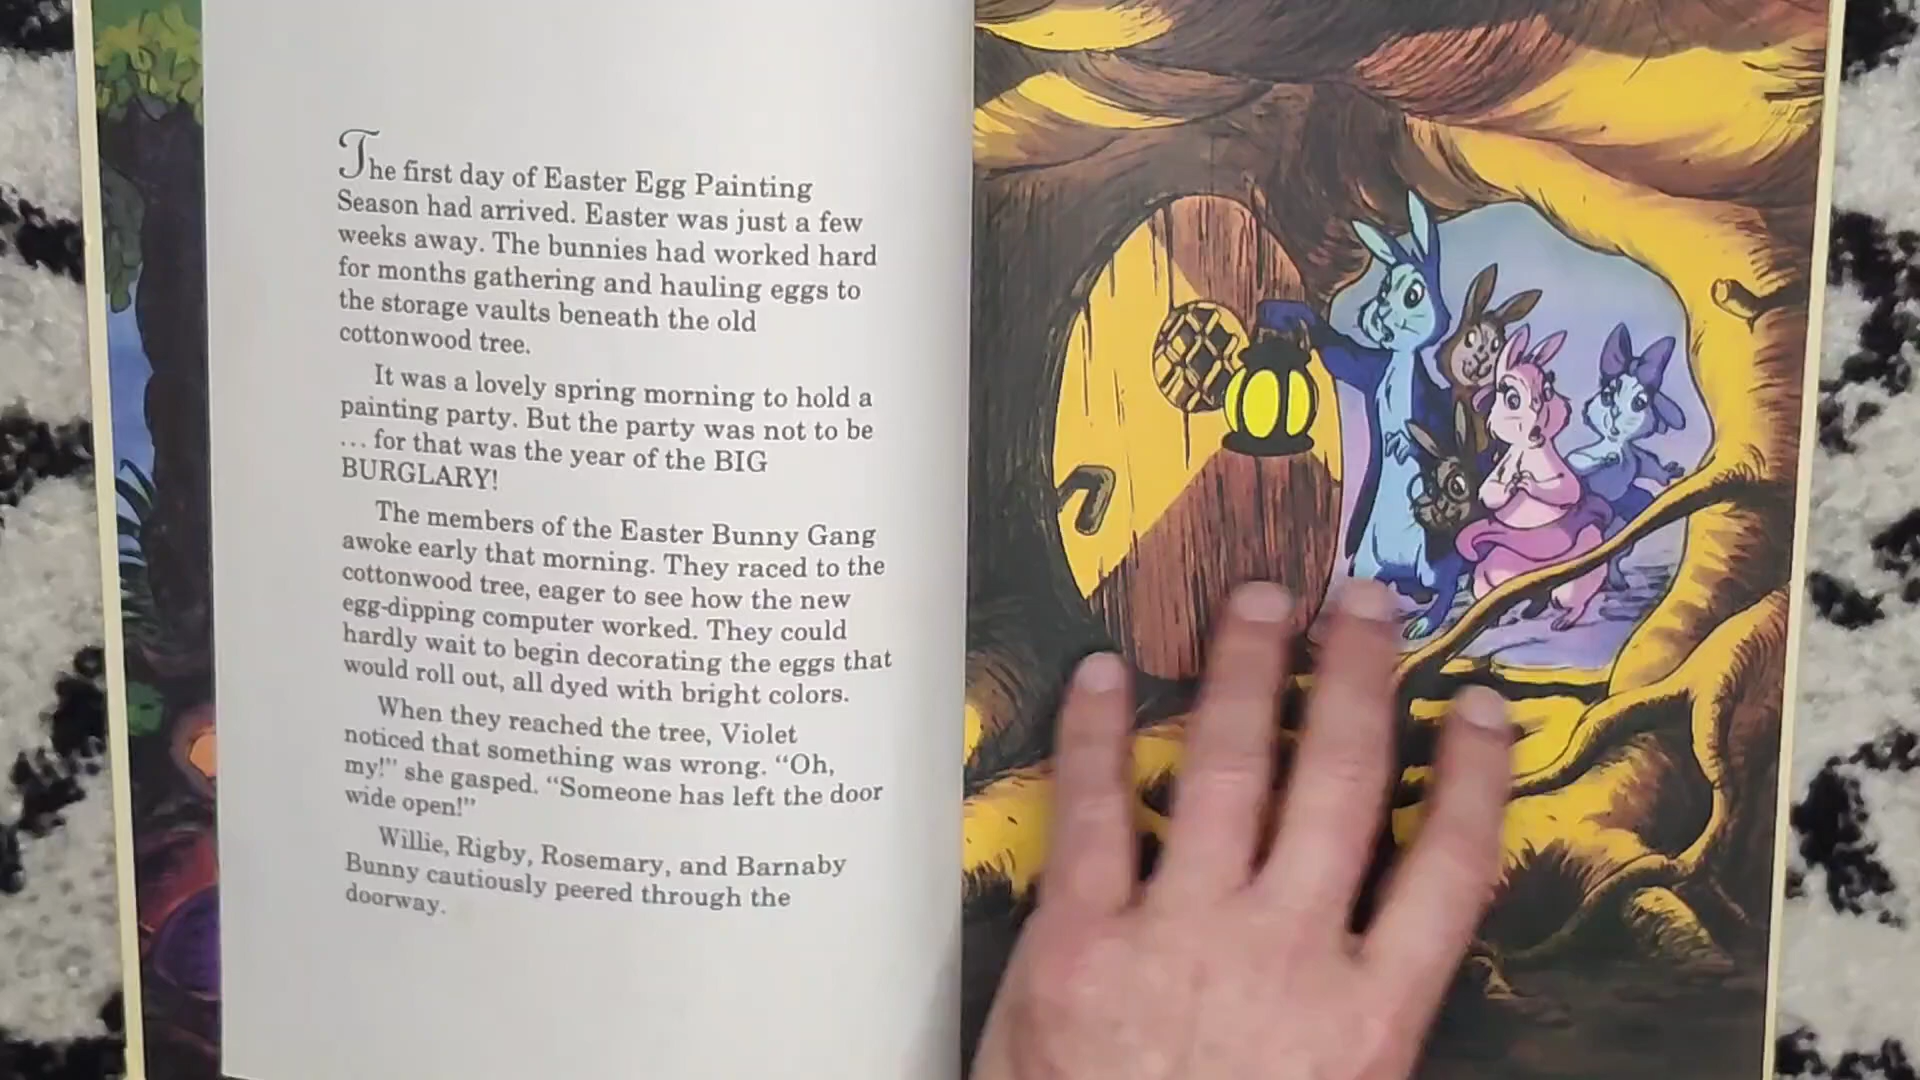 The first day of Easter Egg Painting
Season had arrived. Easter was just a few
weeks away. The bunnies had worked hard
for months gathering and hauling eggs to
the storage vaults beneath the old
cottonwood tree.
It was a lovely spring morning to hold a
painting party. But the party was not to be
... for that was the year of the BIG
BURGLARY!
The members of the Easter Bunny Gang
awoke early that morning. They raced to the
cottonwood tree, eager to see how the new
egg-dipping computer worked. They could
hardly wait to begin decorating the eggs that
would roll out, all dyed with bright colors.
When they reached the tree, Violet
noticed that something was wrong. “Oh,
my!” she gasped. “Someone has left the door
wide open!”
Willie, Rigby, Rosemary, and Barnaby
Bunny cautiously peered through the
doorway.